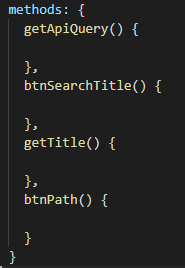 methods: {
getApiQuery() {
},
btnSearchTitle() {
},
getTitle() {
},
btnPath() {
}
}